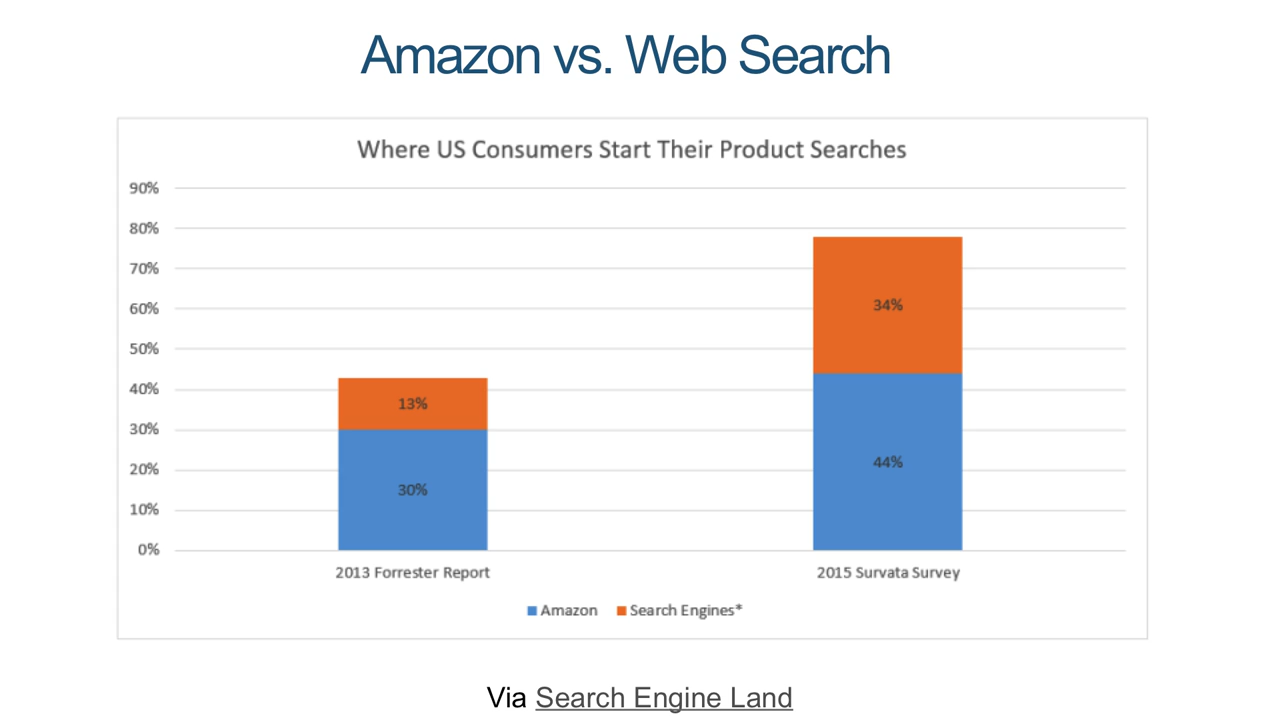 Amazon vs. Web Search
Where US Consumers Start Their Product Searches
90%
80%
70%
60%
50%
40%
30%
20%
10%
0%
13%
30%
34%
44%
2013 Forrester Report
2015 Survata Survey
Amazon
Search Engines*
Via Search Engine Land